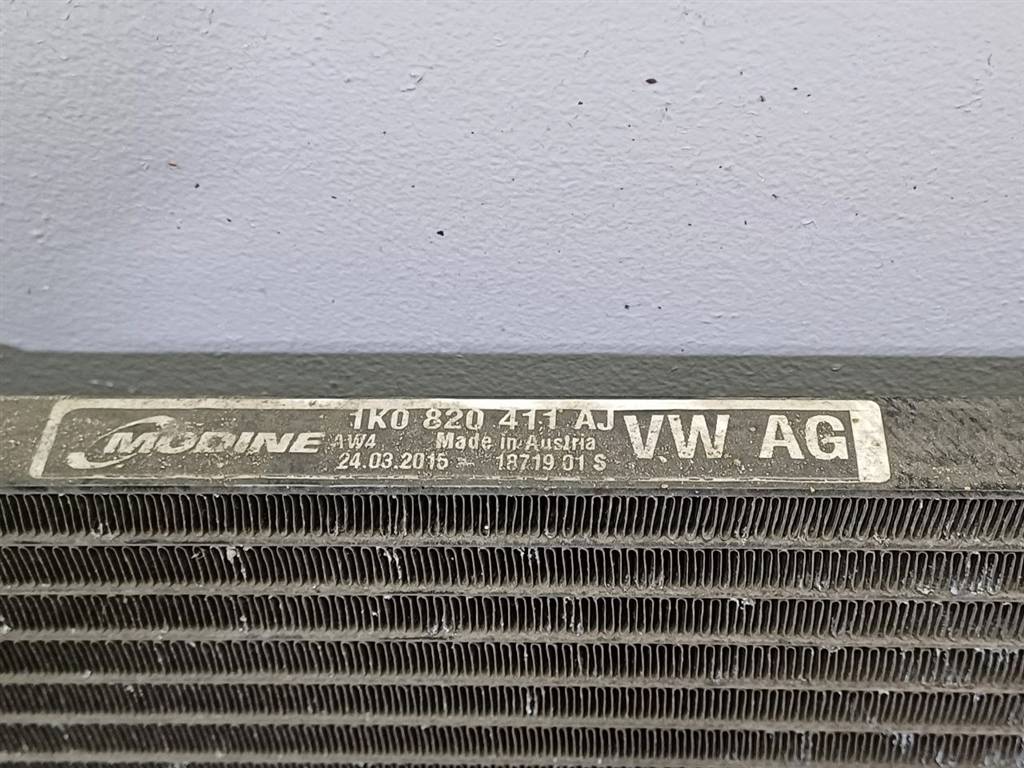 MODINE
1K0 820 411 AJ
AW4 Made in Austria
24.03.2015 18719 01 S
VW AG